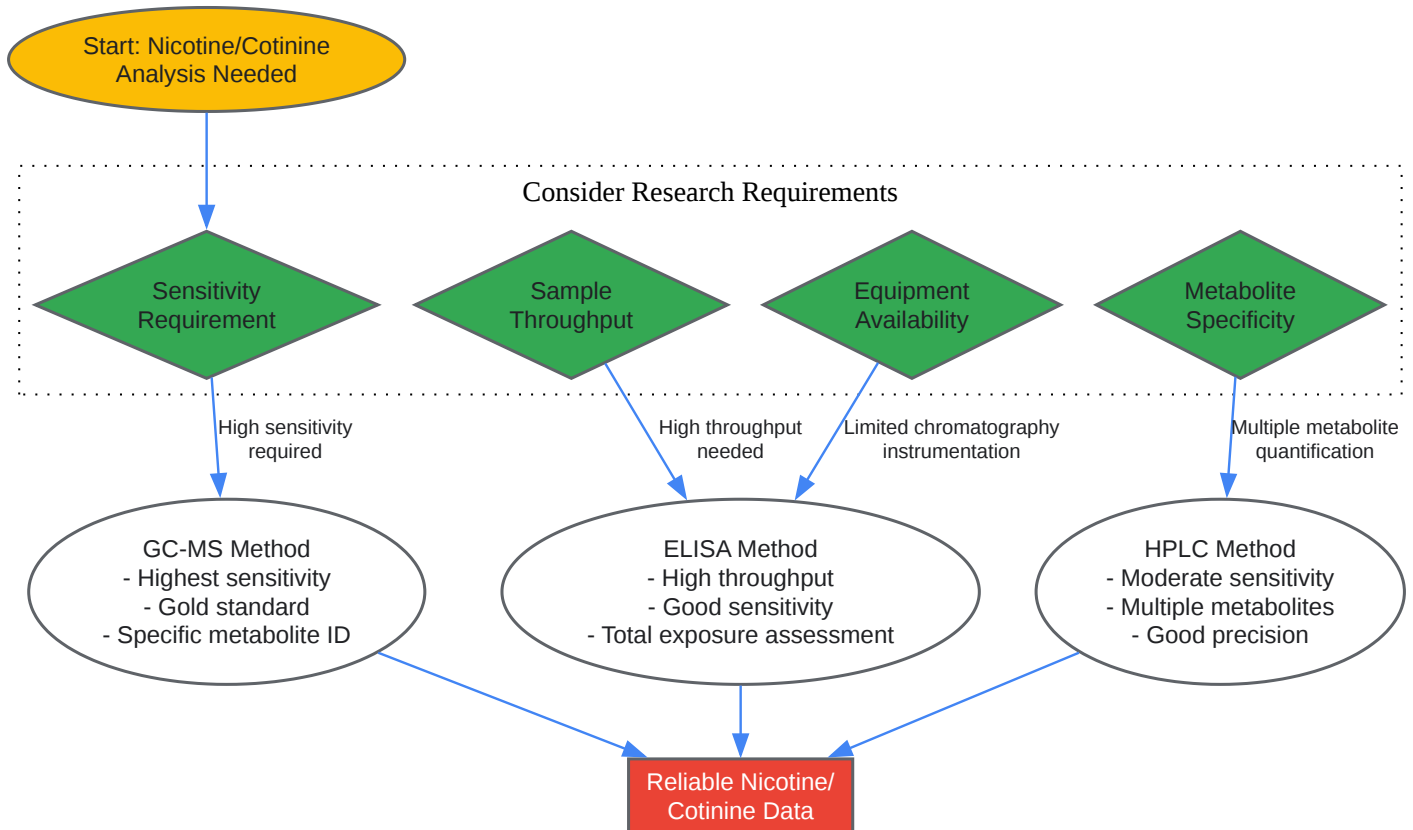 Start: Nicotine/Cotinine
Analysis Needed
Consider Research Requirements
Sensitivity
Requirement
Sample
Throughput
Equipment
Availability
Metabolite
Specificity
High sensitivity
required
High throughput
needed
Limited chromatography
instrumentation
Multiple metabolite
quantification
GC-MS Method
- Highest sensitivity
- Gold standard
- Specific metabolite ID
ELISA Method
- High throughput
- Good sensitivity
- Total exposure assessment
HPLC Method
- Moderate sensitivity
- Multiple metabolites
- Good precision
Reliable Nicotine/
Cotinine Data